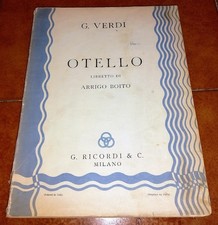 G. VERDI
OTELLO
LIBRETTO DI
ARRIGO BOITO
G. RICORDI & C.
MILANO